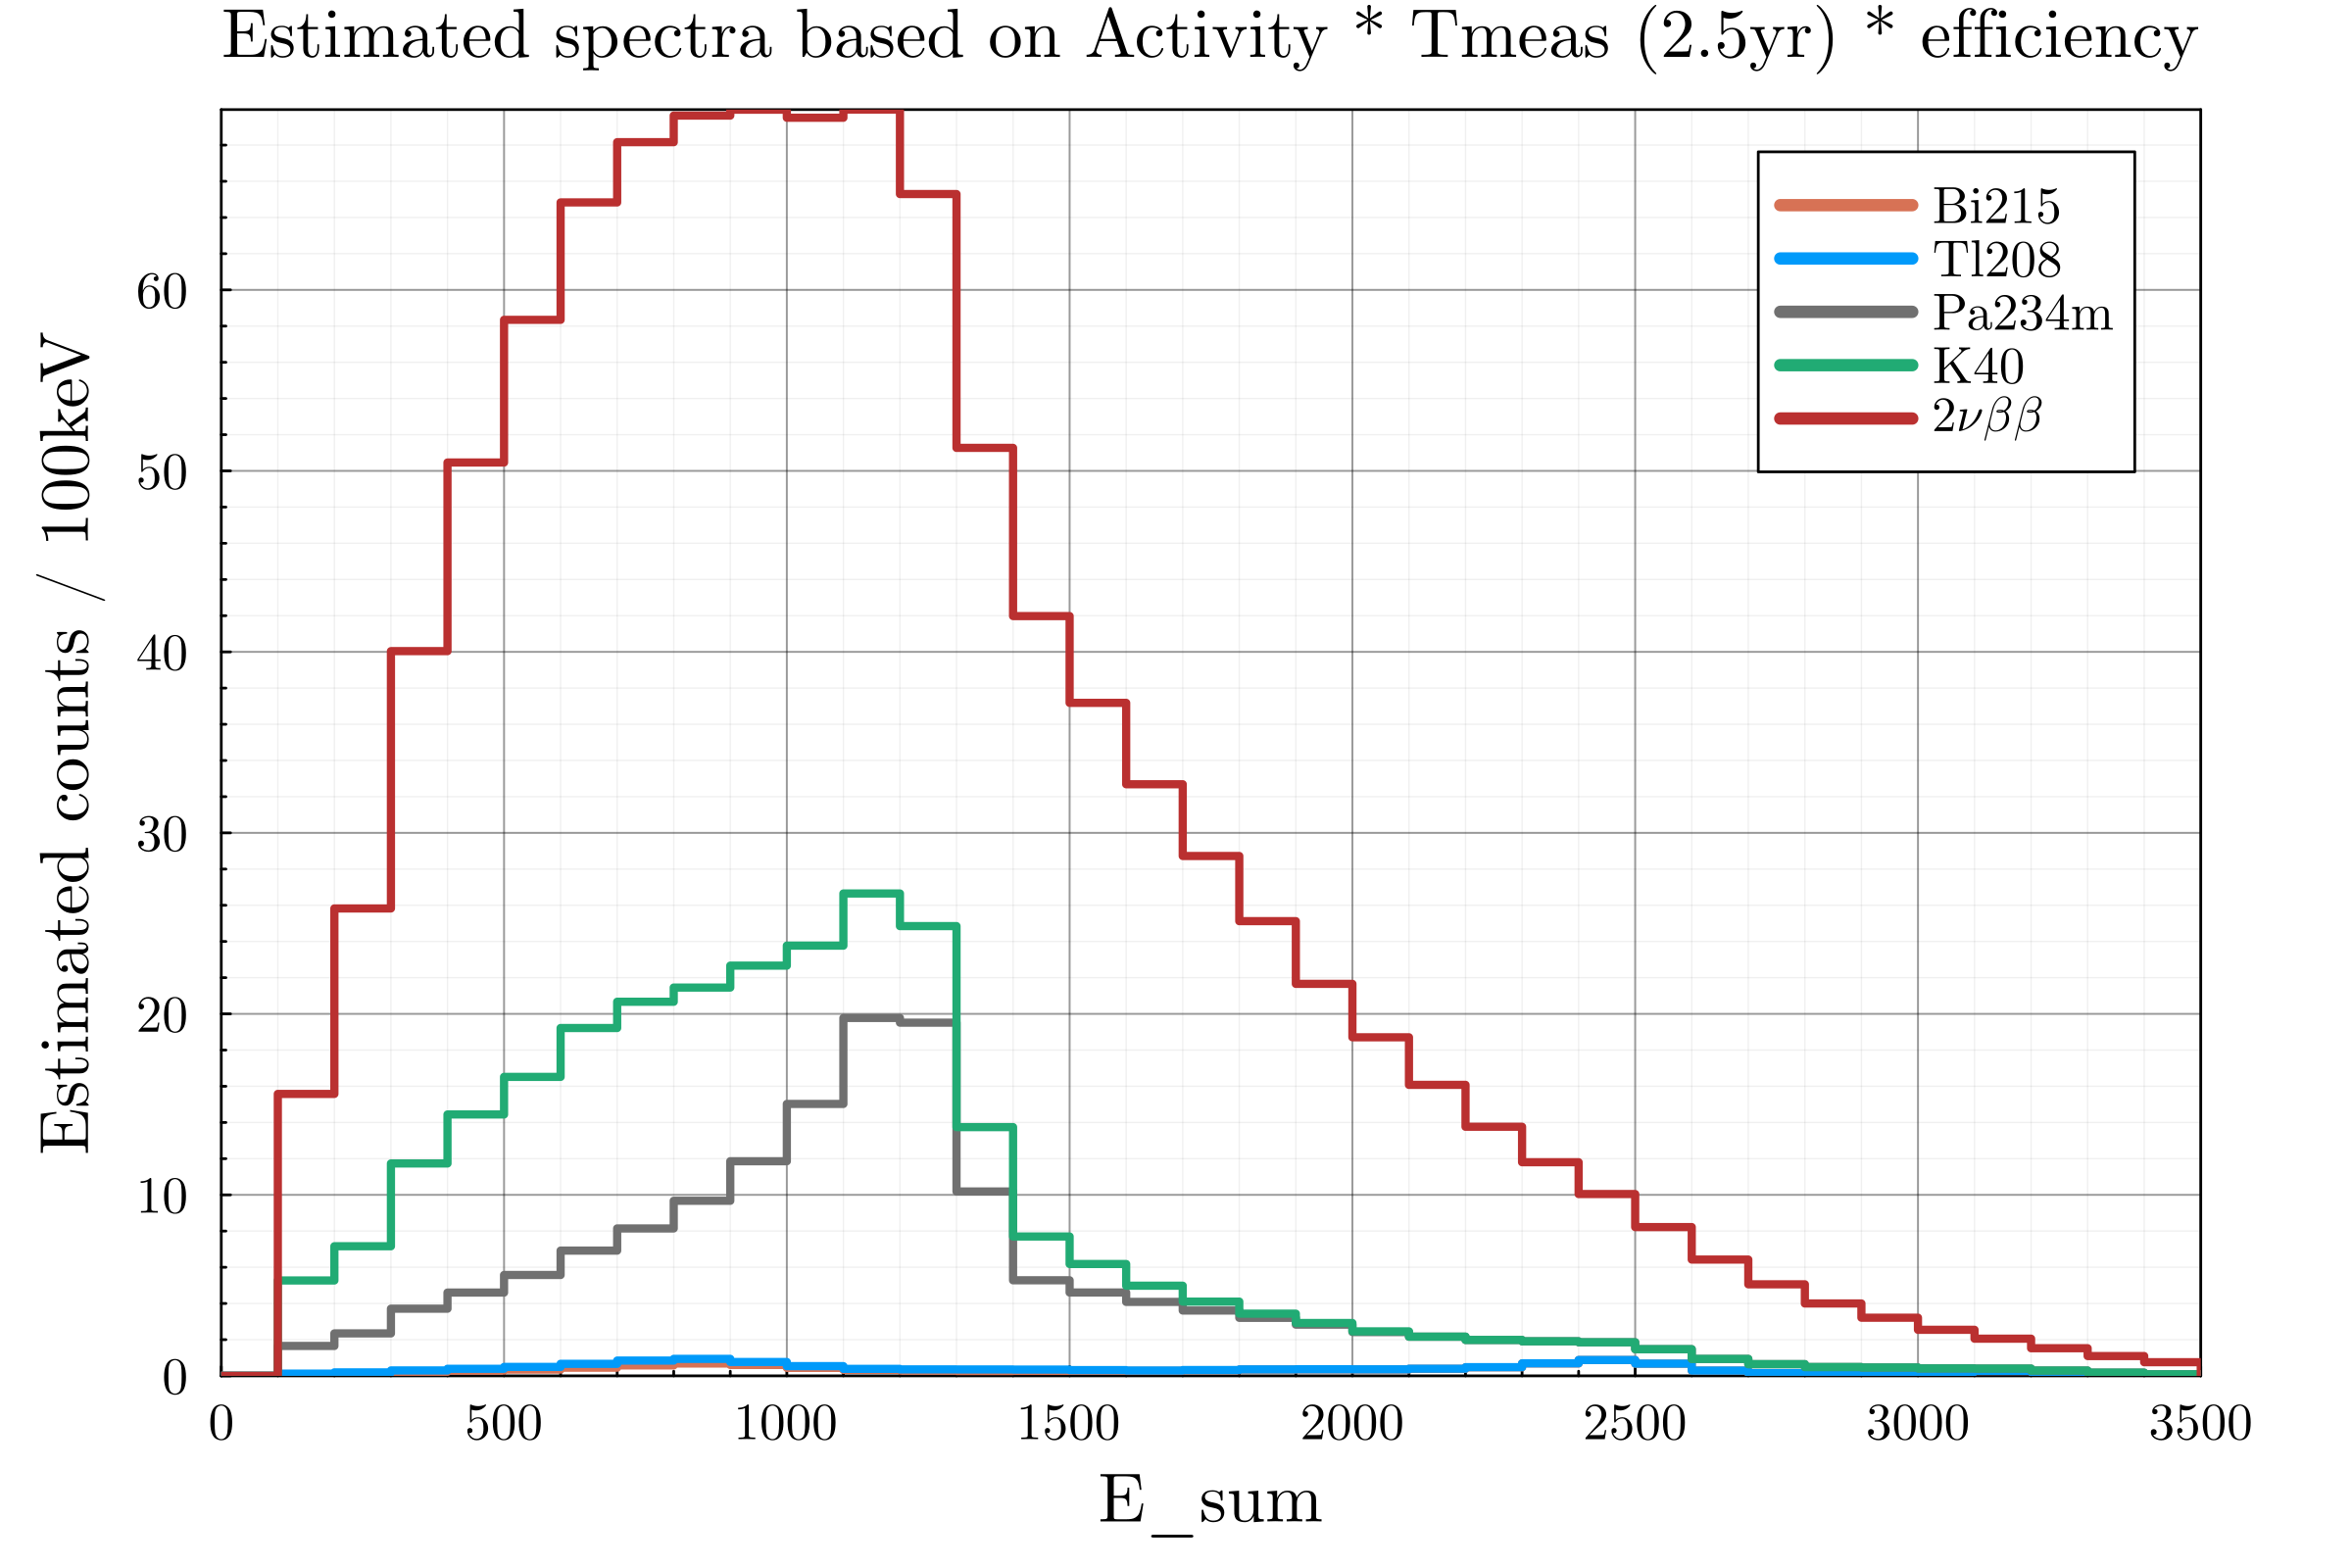 Estimated spectra based on Activity * Tmeas (2.5yr) * efficiency
Estimated counts / 100keV
60
50
40
30
20
10
0
0 500 1000 1500 2000 2500 3000 3500
E_sum
Bi215
Tl208
Pa234m
K40
2νββ